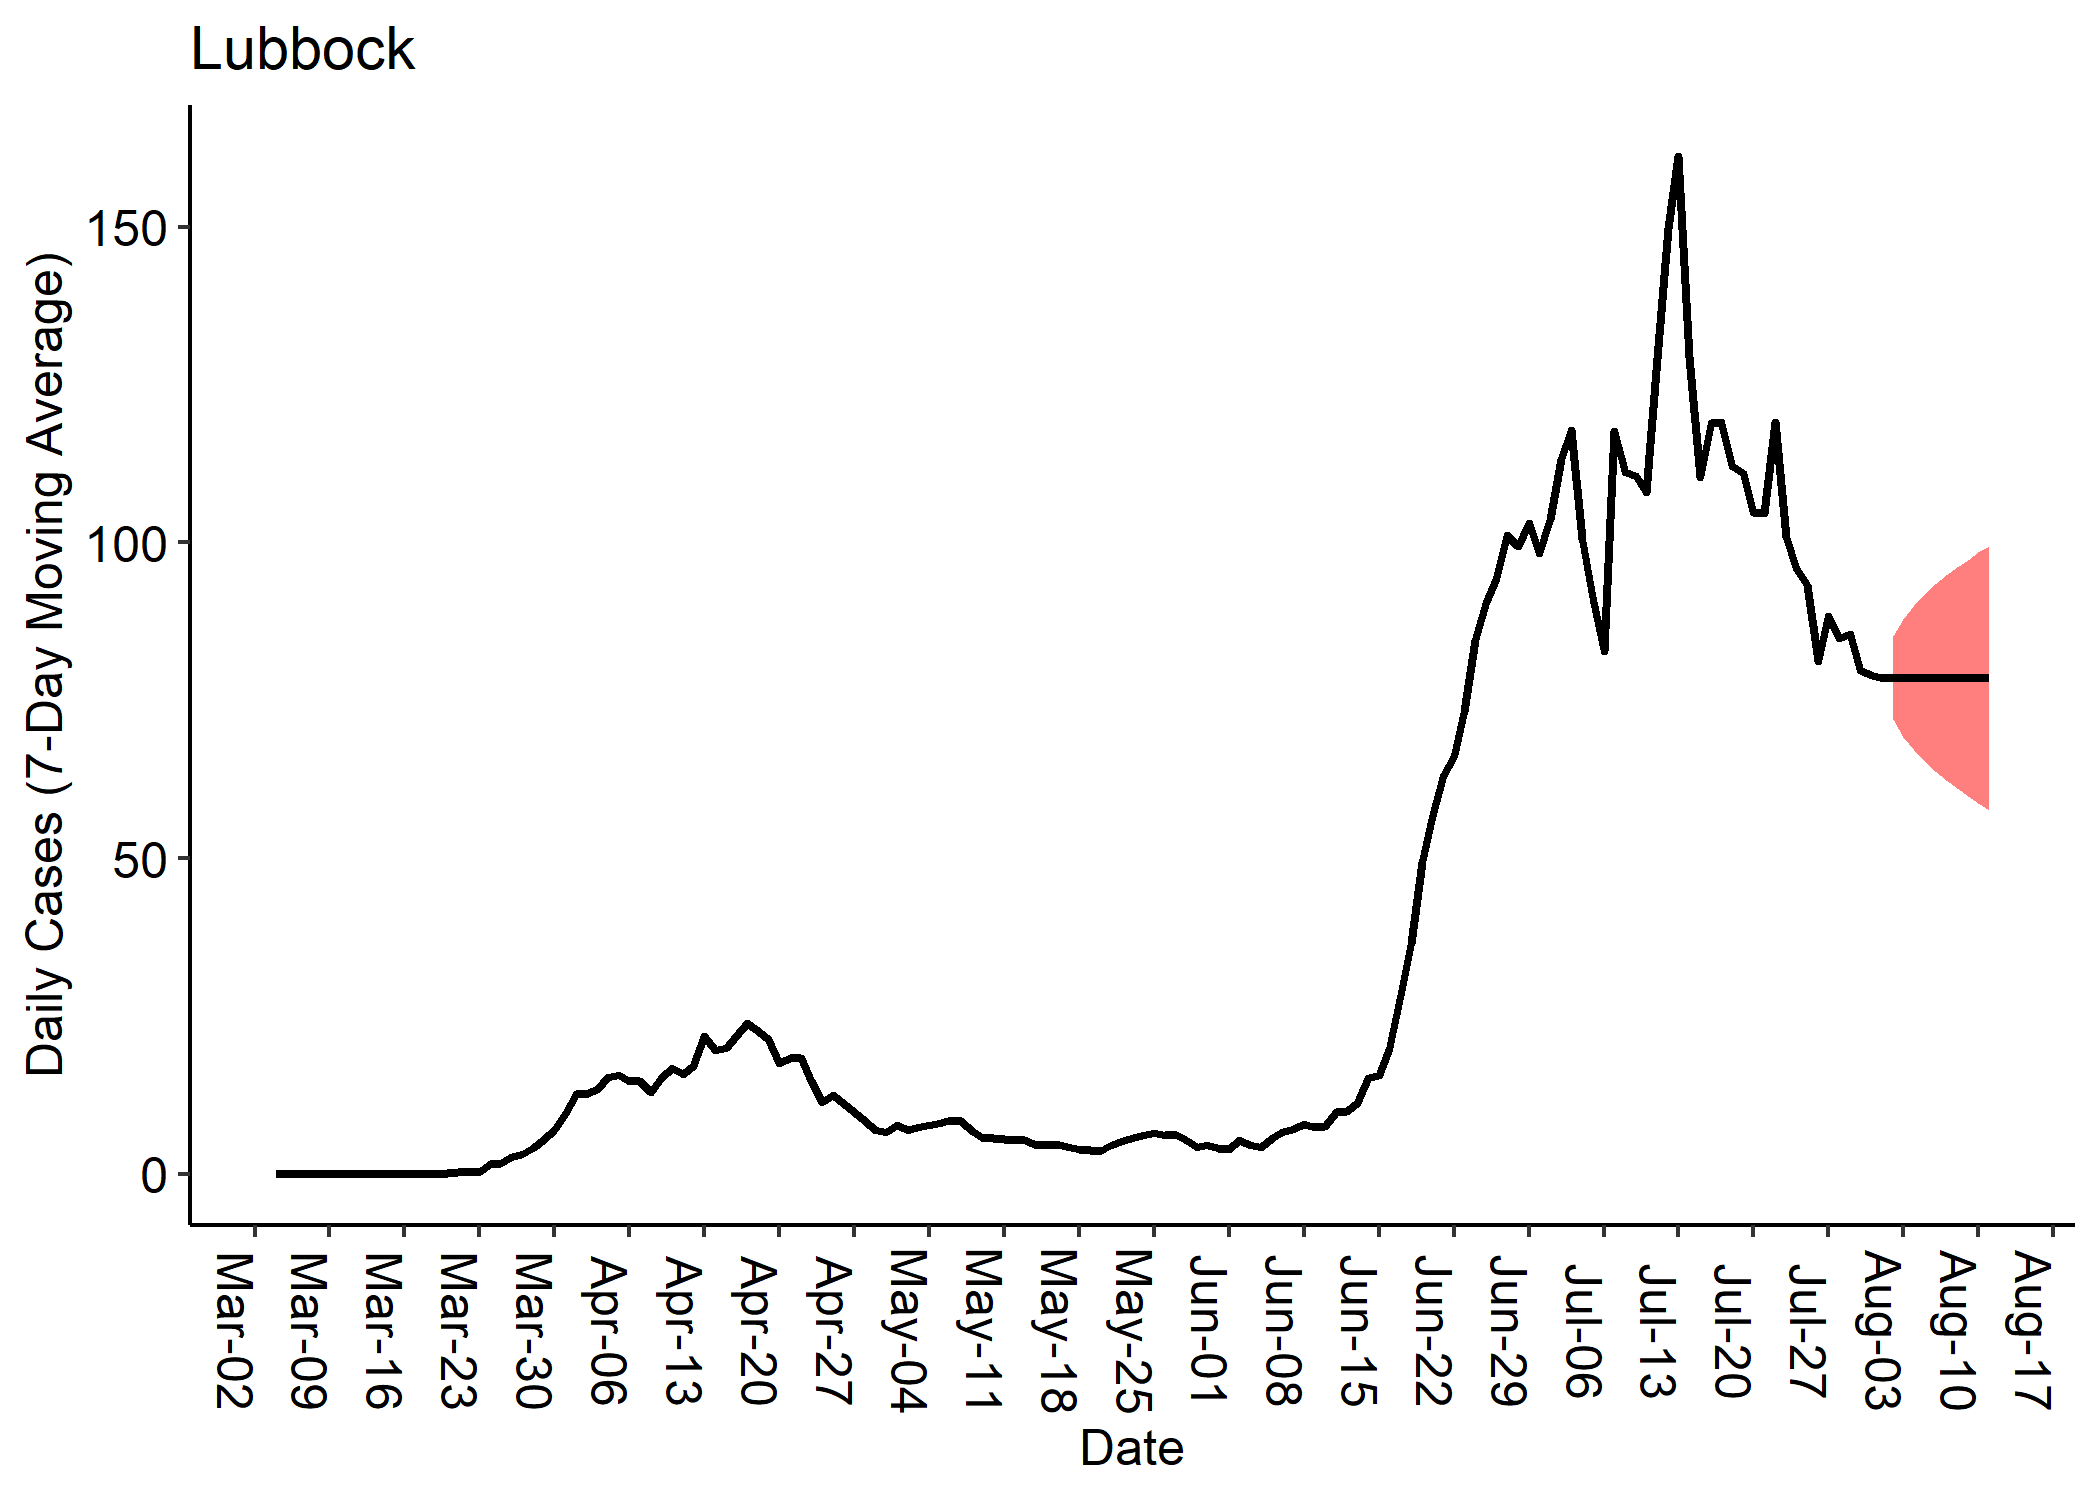 Lubbock
Daily Cases (7-Day Moving Average)
150
100
50
0
Mar-02
Mar-09
Mar-16
Mar-23
Mar-30
Apr-06
Apr-13
Apr-20
Apr-27
May-04
May-11
May-18
May-25
Jun-01
Jun-08
Jun-15
Jun-22
Jun-29
Jul-06
Jul-13
Jul-20
Jul-27
Aug-03
Aug-10
Aug-17
Date